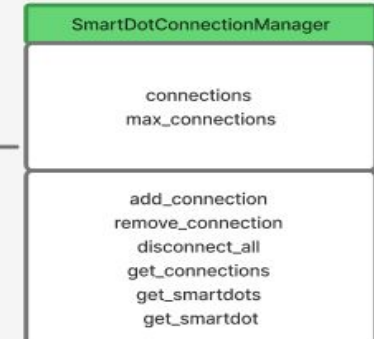 SmartDotConnectionManager
connections
max_connections
add_connection
remove_connection
disconnect_all
get_connections
get_smartdots
get_smartdot